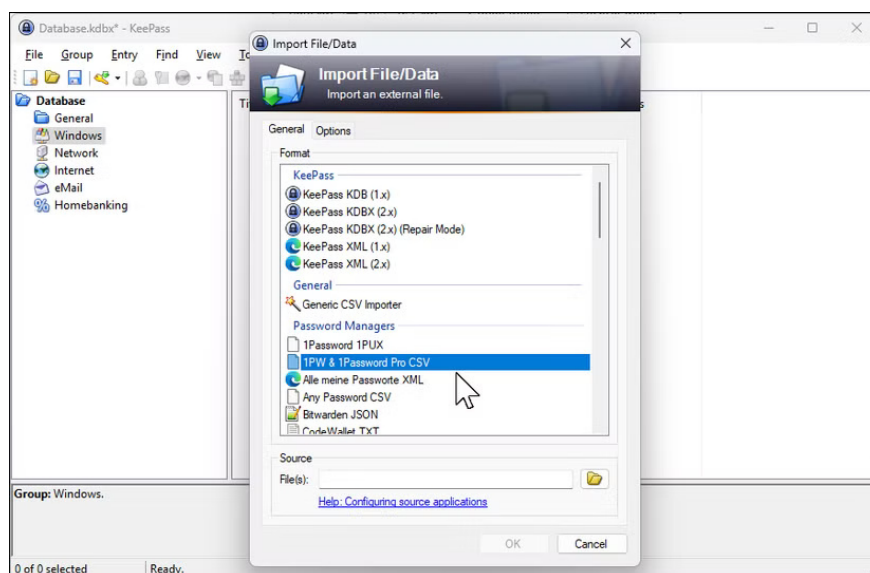 Database.kdbx* - KeePass
File Group Entry Find View To
Database
General
Windows
Network
Internet
eMail
Homebanking
Ti
s
Import File/Data
Import File/Data
Import an external file.
General Options
Format
KeePass
KeePass KDB (1.x)
KeePass KDBX (2.x)
KeePass KDBX (2.x) (Repair Mode)
KeePass XML (1.x)
KeePass XML (2.x)
General
Generic CSV Importer
Password Managers
1Password 1PUX
1PW & 1Password Pro CSV
Alle meine Passworte XML
Any Password CSV
Bitwarden JSON
CodeWallet TXT
Source
File(s):
Help: Configuring source applications
OK Cancel
Group: Windows.
0 of 0 selected Ready.